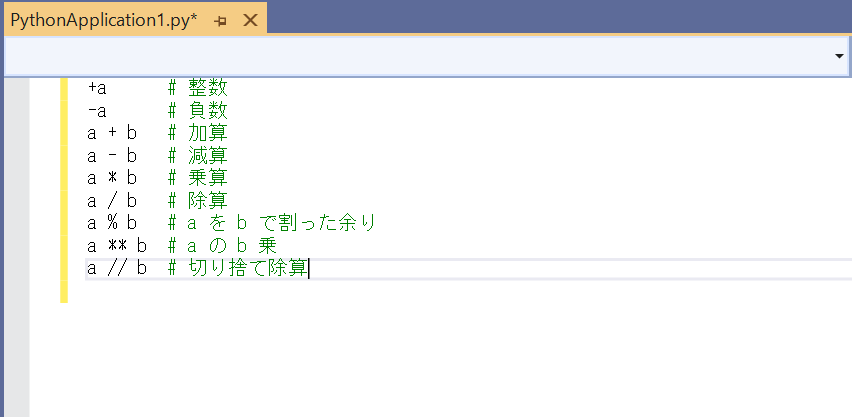 PythonApplication1.py*
+a # 整数
-a # 負数
a + b # 加算
a - b # 減算
a * b # 乗算
a / b # 除算
a % b # a を b で割った余り
a ** b # a の b 乗
a // b # 切り捨て除算